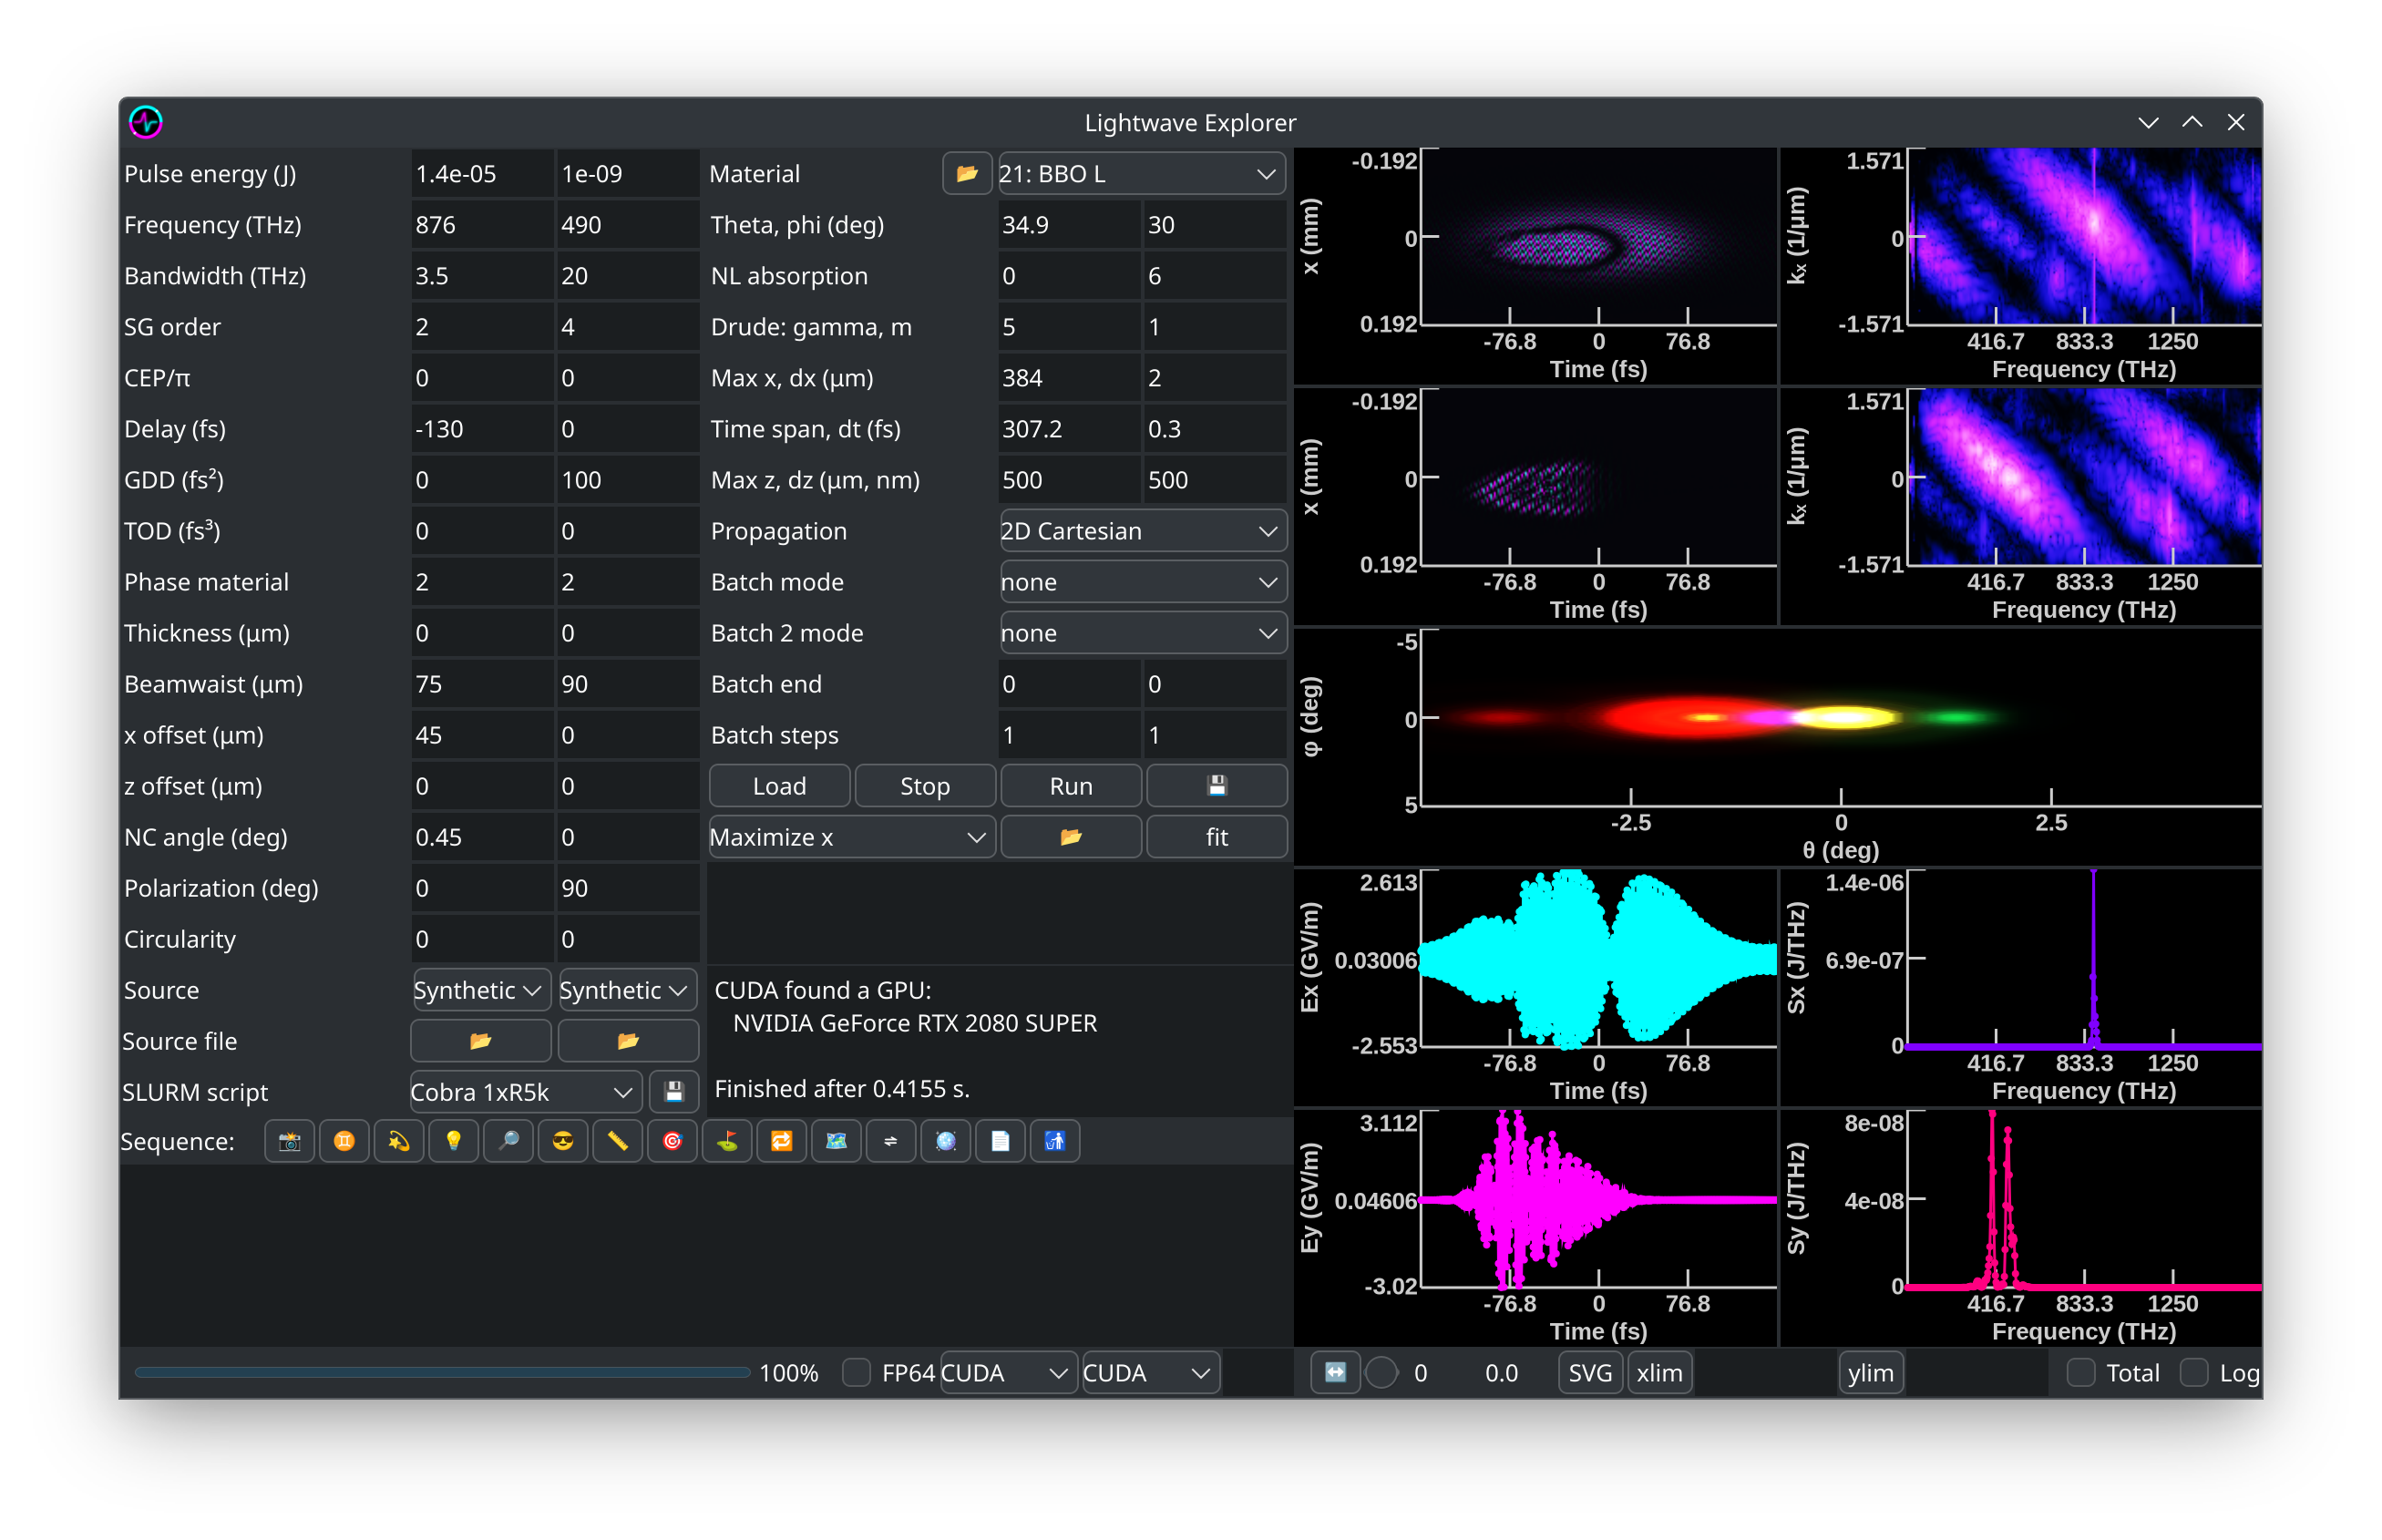 Lightwave Explorer
Pulse energy (J) 1.4e-05 1e-09
Frequency (THz) 876 490
Bandwidth (THz) 3.5 20
SG order 2 4
CEP/π 0 0
Delay (fs) -130 0
GDD (fs²) 0 100
TOD (fs³) 0 0
Phase material 2 2
Thickness (µm) 0 0
Beamwaist (µm) 75 90
x offset (µm) 45 0
z offset (µm) 0 0
NC angle (deg) 0.45 0
Polarization (deg) 0 90
Circularity 0 0
Source Synthetic Synthetic
Source file
SLURM script Cobra 1xR5k
Sequence:
Material 21: BBO L
Theta, phi (deg) 34.9 30
NL absorption 0 6
Drude: gamma, m 5 1
Max x, dx (µm) 384 2
Time span, dt (fs) 307.2 0.3
Max z, dz (µm, nm) 500 500
Propagation 2D Cartesian
Batch mode none
Batch 2 mode none
Batch end 0 0
Batch steps 1 1
Load Stop Run
Maximize x fit
CUDA found a GPU:
NVIDIA GeForce RTX 2080 SUPER
Finished after 0.4155 s.
x (mm)
-0.192
0
0.192
-76.8 0 76.8
Time (fs)
kx (1/µm)
1.571
0
-1.571
416.7 833.3 1250
Frequency (THz)
x (mm)
-0.192
0
0.192
-76.8 0 76.8
Time (fs)
kx (1/µm)
1.571
0
-1.571
416.7 833.3 1250
Frequency (THz)
φ (deg)
-5
0
5
-2.5 0 2.5
θ (deg)
Ex (GV/m)
2.613
0.03006
-2.553
-76.8 0 76.8
Time (fs)
Sx (J/THz)
1.4e-06
6.9e-07
0
416.7 833.3 1250
Frequency (THz)
Ey (GV/m)
3.112
0.04606
-3.02
-76.8 0 76.8
Time (fs)
Sy (J/THz)
8e-08
4e-08
0
416.7 833.3 1250
Frequency (THz)
100% FP64 CUDA CUDA
0 0.0 SVG xlim ylim Total Log